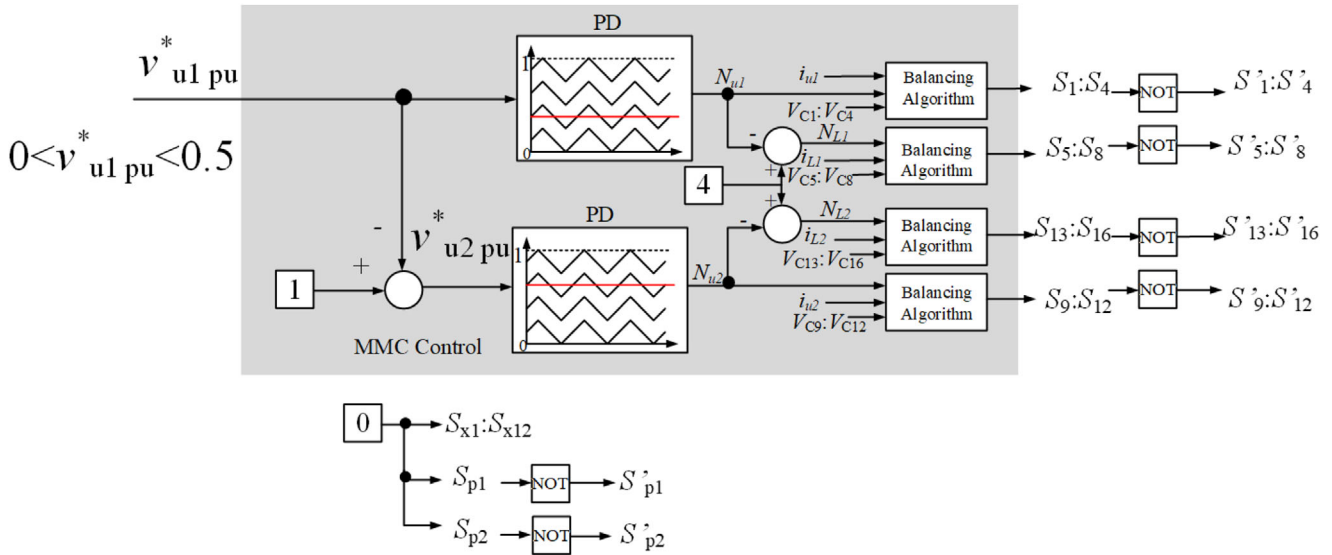 PD
v*u1 pu
0<v*u1 pu<0.5
1
0
Nu1
iu1
VC1:VC4
Balancing Algorithm
S1:S4
NOT
S'1:S'4
-
NL1
iL1
VC5:VC8
Balancing Algorithm
S5:S8
NOT
S'5:S'8
+
4
+
-
NL2
iL2
VC13:VC16
Balancing Algorithm
S13:S16
NOT
S'13:S'16
PD
-
v*u2 pu
+
1
1
0
Nu2
iu2
VC9:VC12
Balancing Algorithm
S9:S12
NOT
S'9:S'12
MMC Control
0
Sx1:Sx12
Sp1
NOT
S'p1
Sp2
NOT
S'p2